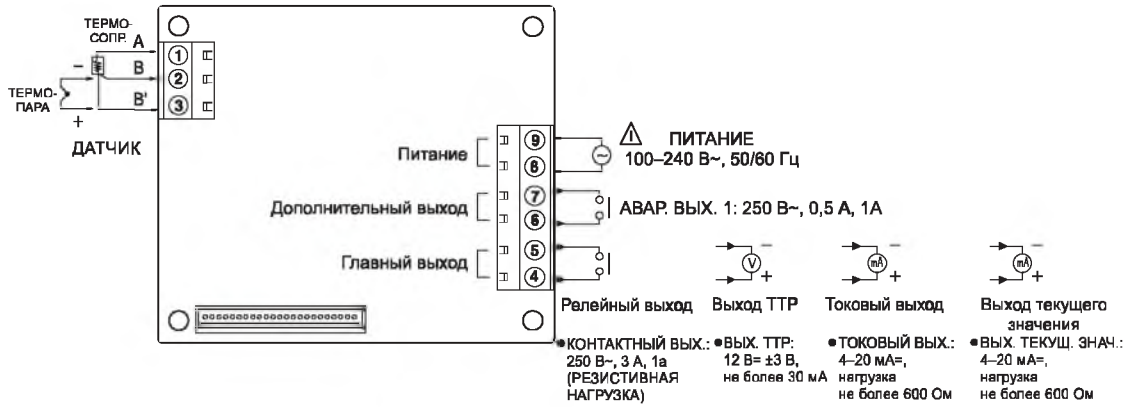 ТЕРМО-
СОПР.
A
B
B'
−
ТЕРМО-
ПАРА
+
ДАТЧИК
1
2
3
Питание
Дополнительный выход
Главный выход
9
8
7
6
5
4
ПИТАНИЕ
100–240 В~, 50/60 Гц
АВАР. ВЫХ. 1: 250 В~, 0,5 А, 1А
− V +
− mA +
− mA +
Релейный выход
Выход ТТР
Токовый выход
Выход текущего
значения
●КОНТАКТНЫЙ ВЫХ.:
250 В~, 3 А, 1а
(РЕЗИСТИВНАЯ
НАГРУЗКА)
●ВЫХ. ТТР:
12 В= ±3 В,
не более 30 мА
●ТОКОВЫЙ ВЫХ.:
4–20 мА=,
нагрузка
не более 600 Ом
●ВЫХ. ТЕКУЩ. ЗНАЧ.:
4–20 мА=,
нагрузка
не более 600 Ом